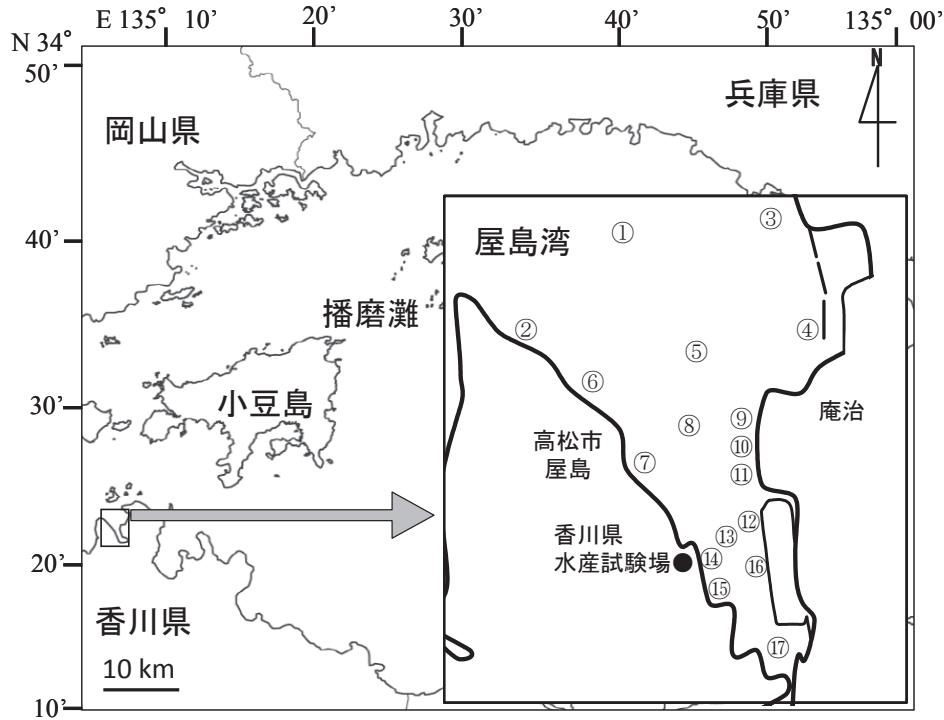 E 135° 10’ 20’ 30’ 40’ 50’ 135° 00’
N 34°
50’
N
兵庫県
岡山県
① ③
屋島湾
40’
播磨灘
② ④
⑤
⑥
小豆島
30’
庵治
⑧ ⑨
高松市
屋島
⑩
⑦ ⑪
⑫
香川県
水産試験場
⑬
⑭ ⑯
20’
⑮
香川県
⑰
10 km
10’